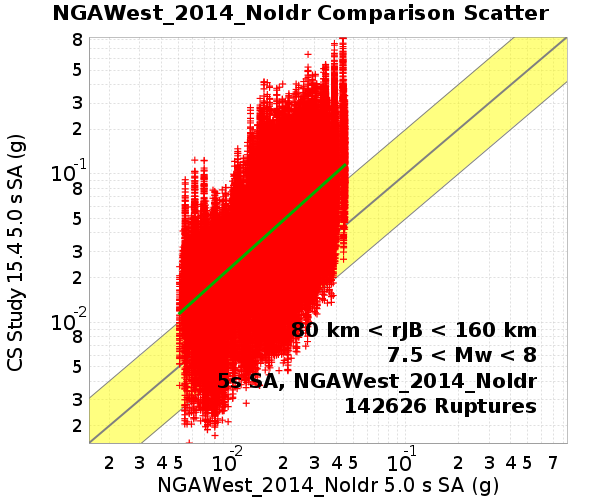 NGAWest_2014_NoIdr Comparison Scatter
8
5
3
2
10-1
8
5
3
2
10-2
8
5
3
2
CS Study 15.4 5.0 s SA (g)
80 km < rJB < 160 km
7.5 < Mw < 8
5s SA, NGAWest_2014_NoIdr
142626 Ruptures
2 3 4 5 10-2 2 3 4 5 10-1 2 3 4 5 7
NGAWest_2014_NoIdr 5.0 s SA (g)